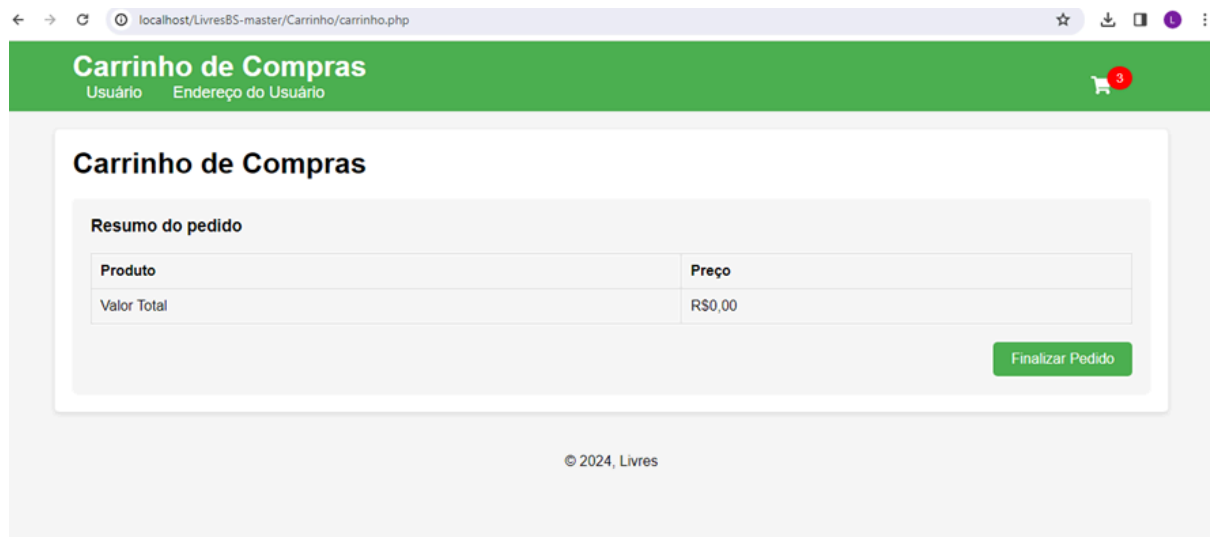 localhost/LivresBS-master/Carrinho/carrinho.php
L
Carrinho de Compras
Usuário Endereço do Usuário
3
Carrinho de Compras
Resumo do pedido
Produto Preço
Valor Total R$0,00
Finalizar Pedido
© 2024, Livres